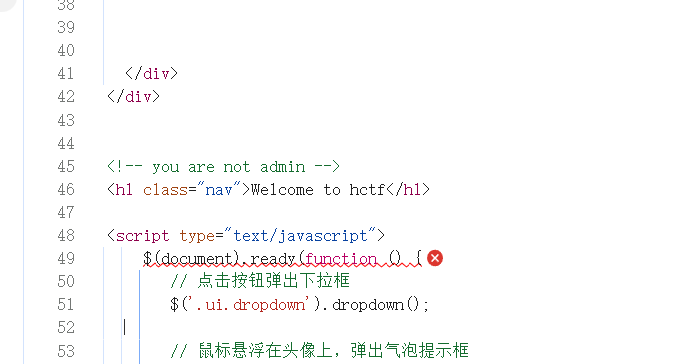 38
39
40
41 </div>
42 </div>
43
44
45 <!-- you are not admin -->
46 <h1 class="nav">Welcome to hctf</h1>
47
48 <script type="text/javascript">
49 $(document).ready(function () {
50 // 点击按钮弹出下拉框
51 $('.ui.dropdown').dropdown();
52
53 // 鼠标悬浮在头像上，弹出气泡提示框